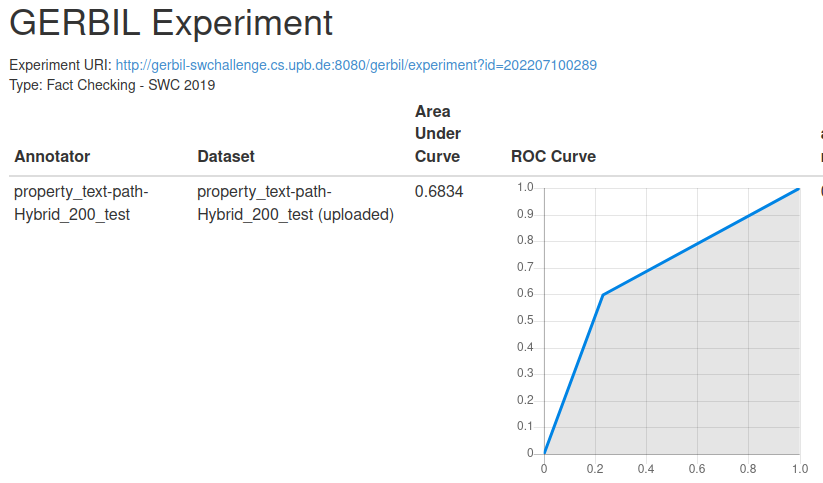 GERBIL Experiment
Experiment URI: http://gerbil-swchallenge.cs.upb.de:8080/gerbil/experiment?id=202207100289
Type: Fact Checking - SWC 2019
Annotator
Dataset
Area
Under
Curve
ROC Curve
property_text-path-
Hybrid_200_test
property_text-path-
Hybrid_200_test (uploaded)
0.6834
1.0
0.9
0.8
0.7
0.6
0.5
0.4
0.3
0.2
0.1
0
0 0.2 0.4 0.6 0.8 1.0